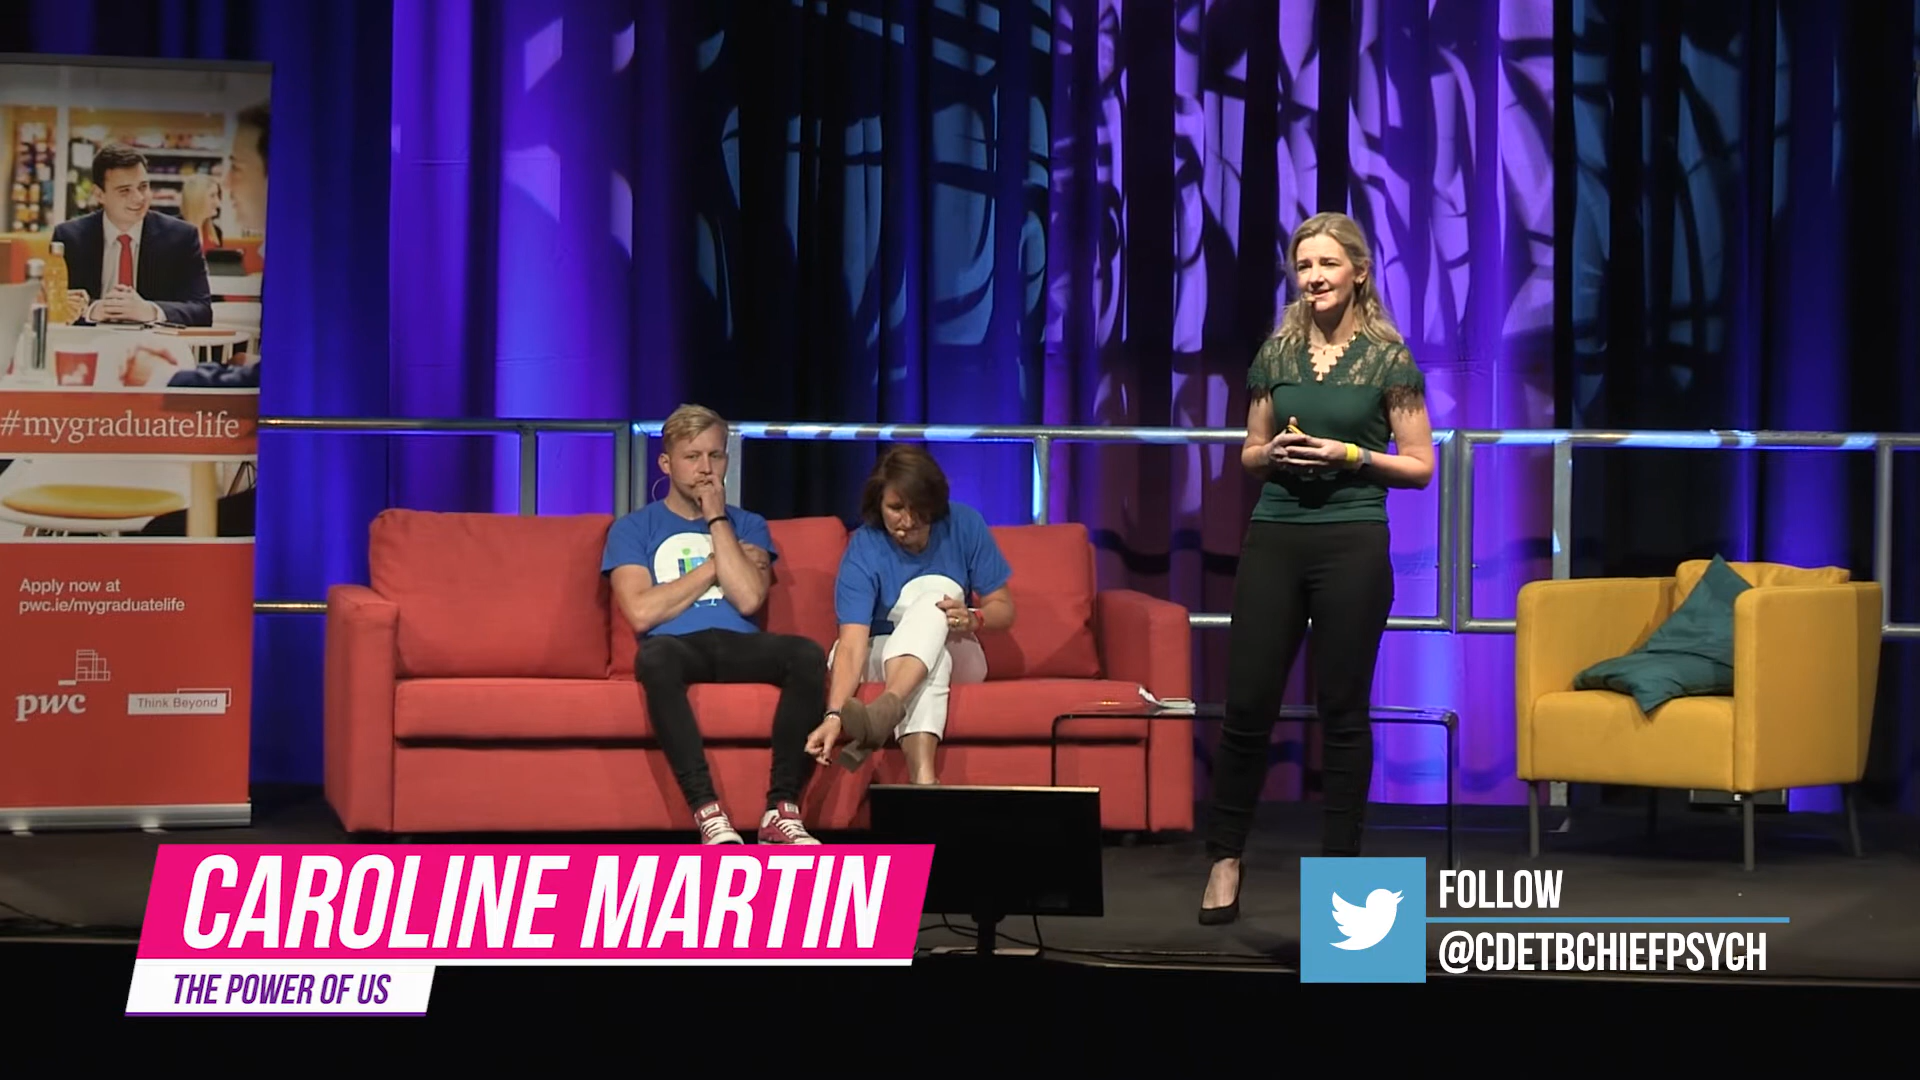 #mygraduatelife
Apply now at
pwc.ie/mygraduatelife
pwc
Think Beyond
CAROLINE MARTIN
THE POWER OF US
FOLLOW
@CDETBCHIEFPSYCH